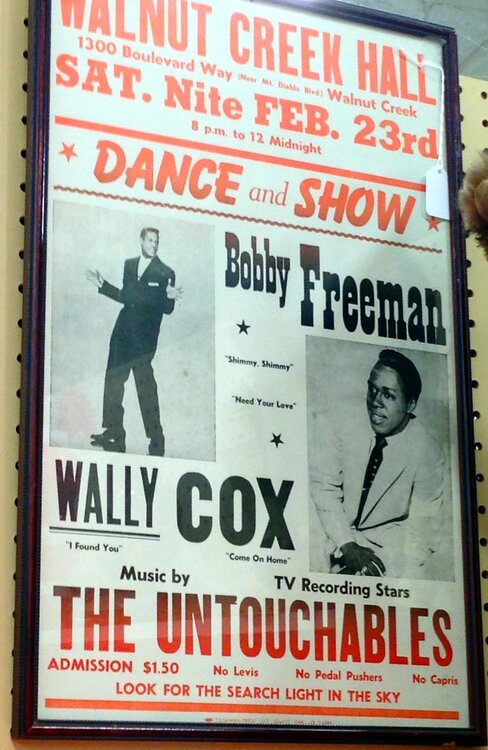 WALNUT CREEK HALL
1300 Boulevard Way (Near Mt. Diablo Blvd.) Walnut Creek
SAT. Nite FEB. 23rd
8 p.m. to 12 Midnight
DANCE and SHOW
Bobby Freeman
"Shimmy, Shimmy"
"Need Your Love"
WALLY COX
"I Found You"
"Come On Home"
Music by
TV Recording Stars
THE UNTOUCHABLES
ADMISSION $1.50 No Levis No Pedal Pushers No Capris
LOOK FOR THE SEARCH LIGHT IN THE SKY